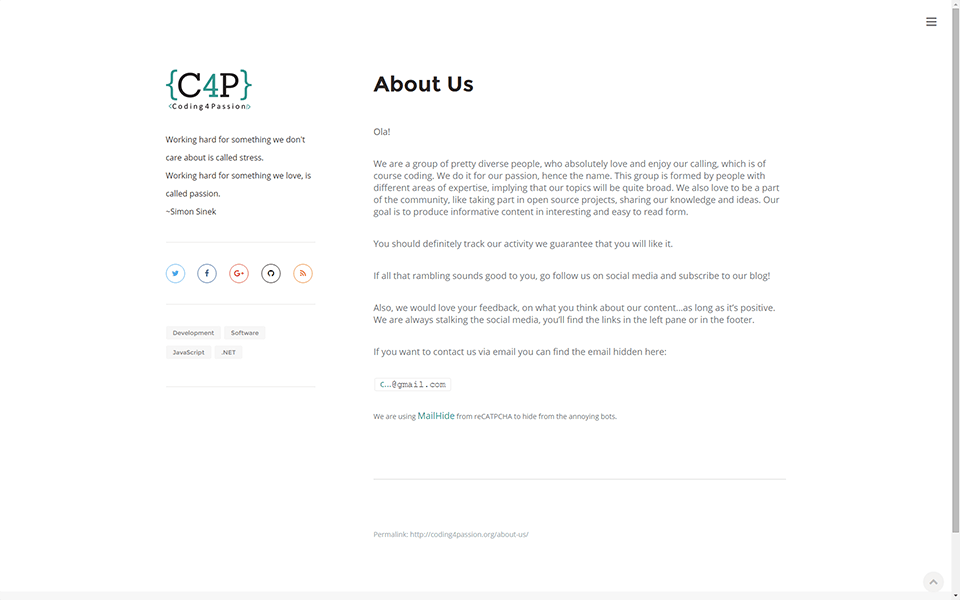 {C4P}
<Coding4Passion/>
Working hard for something we don't
care about is called stress.
Working hard for something we love, is
called passion.
~Simon Sinek
Development
Software
JavaScript
.NET
About Us
Ola!
We are a group of pretty diverse people, who absolutely love and enjoy our calling, which is of
course coding. We do it for our passion, hence the name. This group is formed by people with
different areas of expertise, implying that our topics will be quite broad. We also love to be a part
of the community, like taking part in open source projects, sharing our knowledge and ideas. Our
goal is to produce informative content in interesting and easy to read form.
You should definitely track our activity we guarantee that you will like it.
If all that rambling sounds good to you, go follow us on social media and subscribe to our blog!
Also, we would love your feedback, on what you think about our content...as long as it's positive.
We are always stalking the social media, you'll find the links in the left pane or in the footer.
If you want to contact us via email you can find the email hidden here:
c...@gmail.com
We are using MailHide from reCATPCHA to hide from the annoying bots.
Permalink: http://coding4passion.org/about-us/